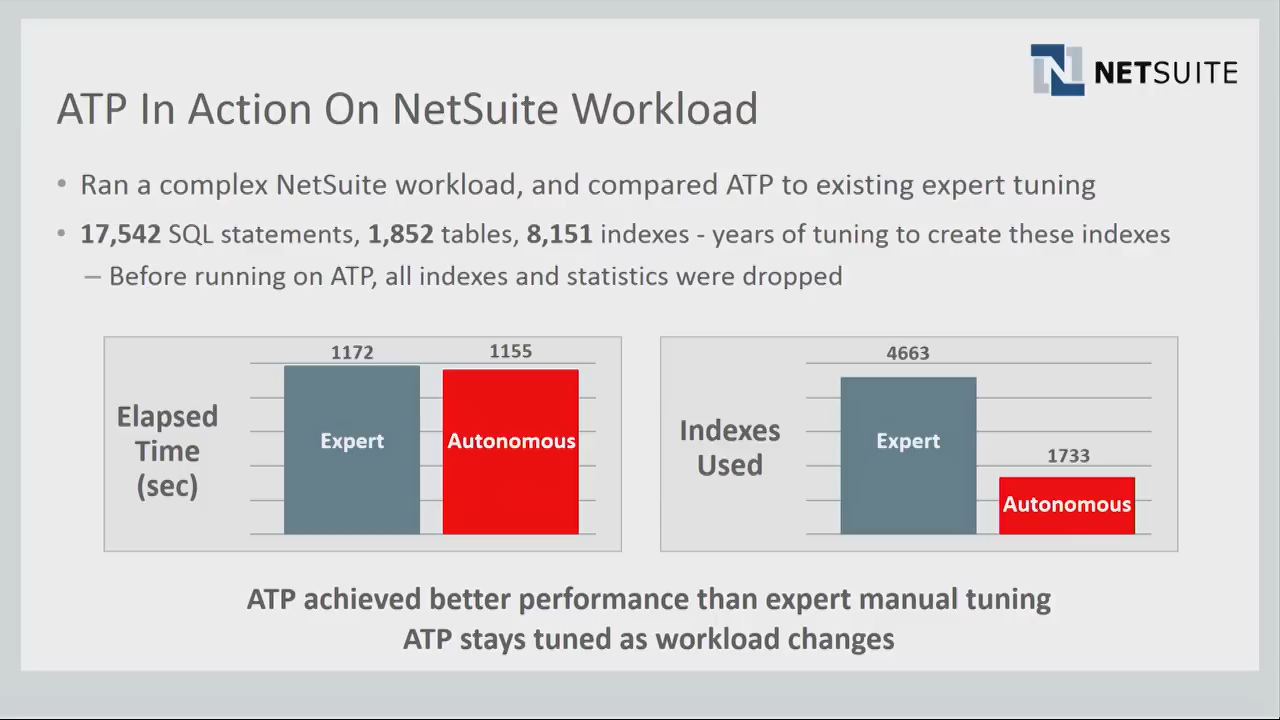 NETSUITE
ATP In Action On NetSuite Workload
• Ran a complex NetSuite workload, and compared ATP to existing expert tuning
• 17,542 SQL statements, 1,852 tables, 8,151 indexes - years of tuning to create these indexes
– Before running on ATP, all indexes and statistics were dropped
Elapsed
Time
(sec)
1172
1155
Expert
Autonomous
Indexes
Used
4663
1733
Expert
Autonomous
ATP achieved better performance than expert manual tuning
ATP stays tuned as workload changes